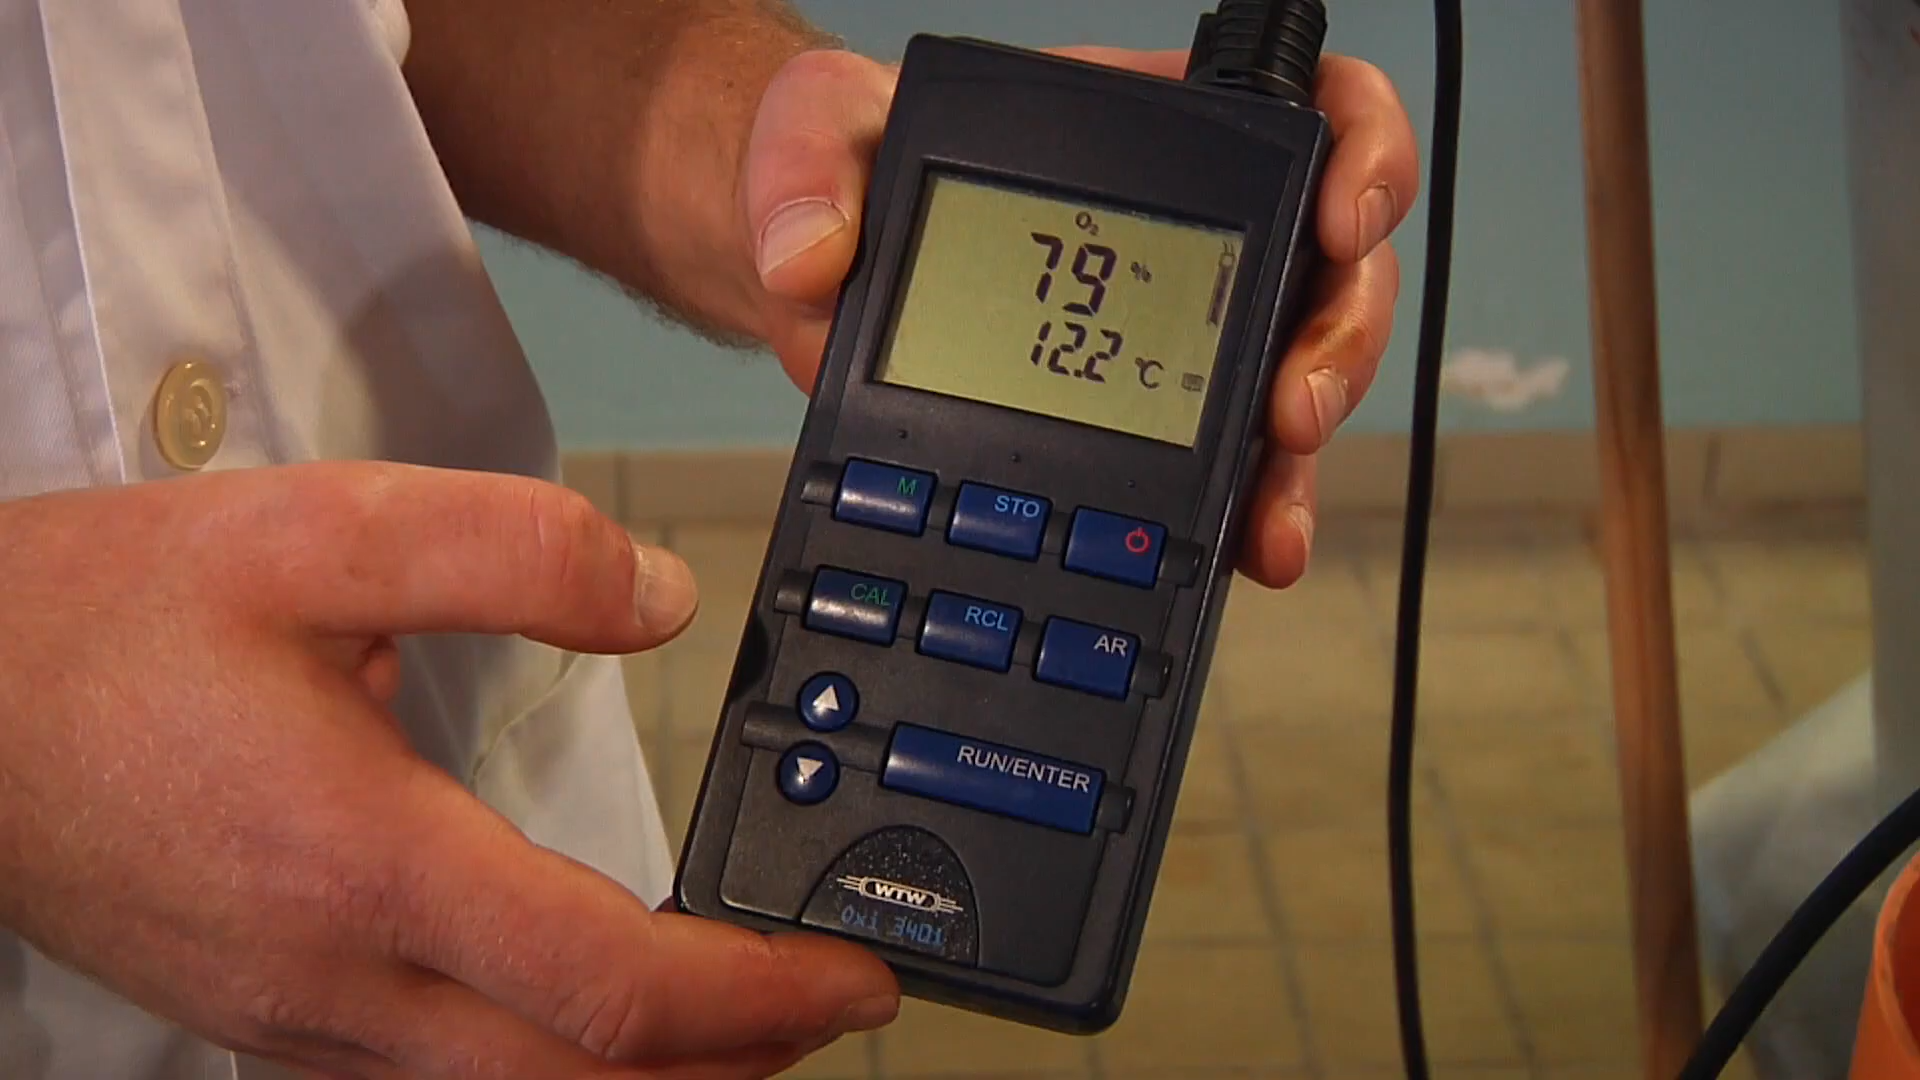 O₂
79 %
12.2 °C
M STO
CAL RCL AR
RUN/ENTER
WTW
Oxi 340i